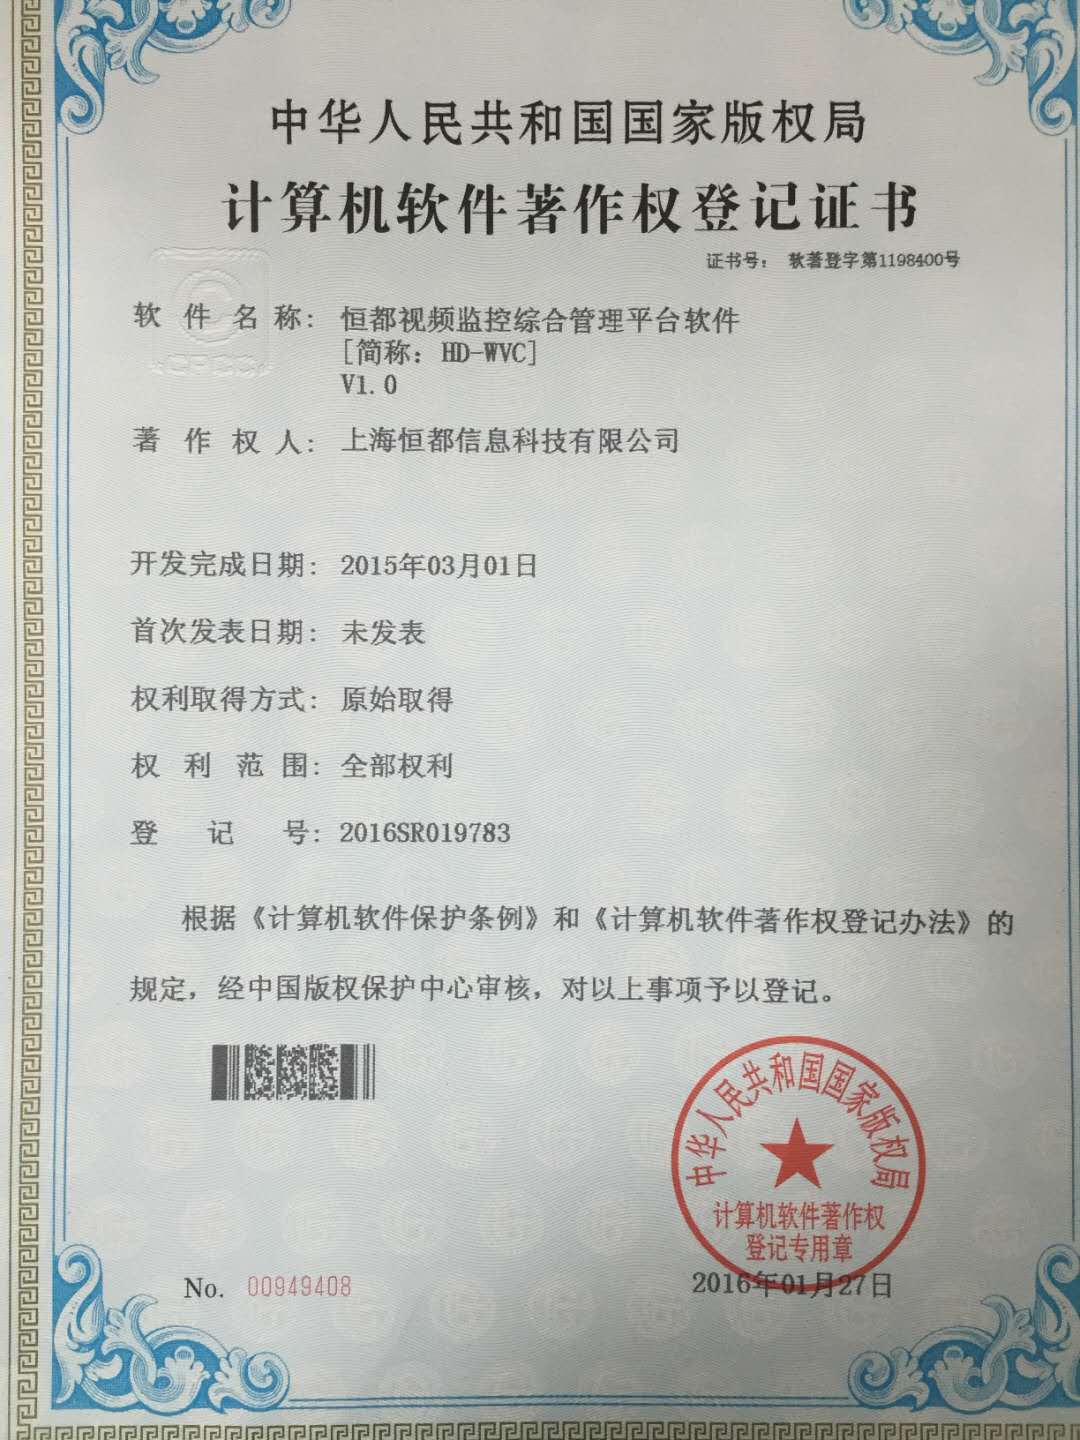 中华人民共和国国家版权局
计算机软件著作权登记证书
证书号： 软著登字第1198400号
CPCC
软件名称： 恒都视频监控综合管理平台软件
[简称：HD-WVC]
V1.0
著作权人： 上海恒都信息科技有限公司
开发完成日期： 2015年03月01日
首次发表日期： 未发表
权利取得方式： 原始取得
权利范围： 全部权利
登记号： 2016SR019783
根据《计算机软件保护条例》和《计算机软件著作权登记办法》的
规定，经中国版权保护中心审核，对以上事项予以登记。
中华人民共和国国家版权局
计算机软件著作权
登记专用章
No. 00949408
2016年01月27日